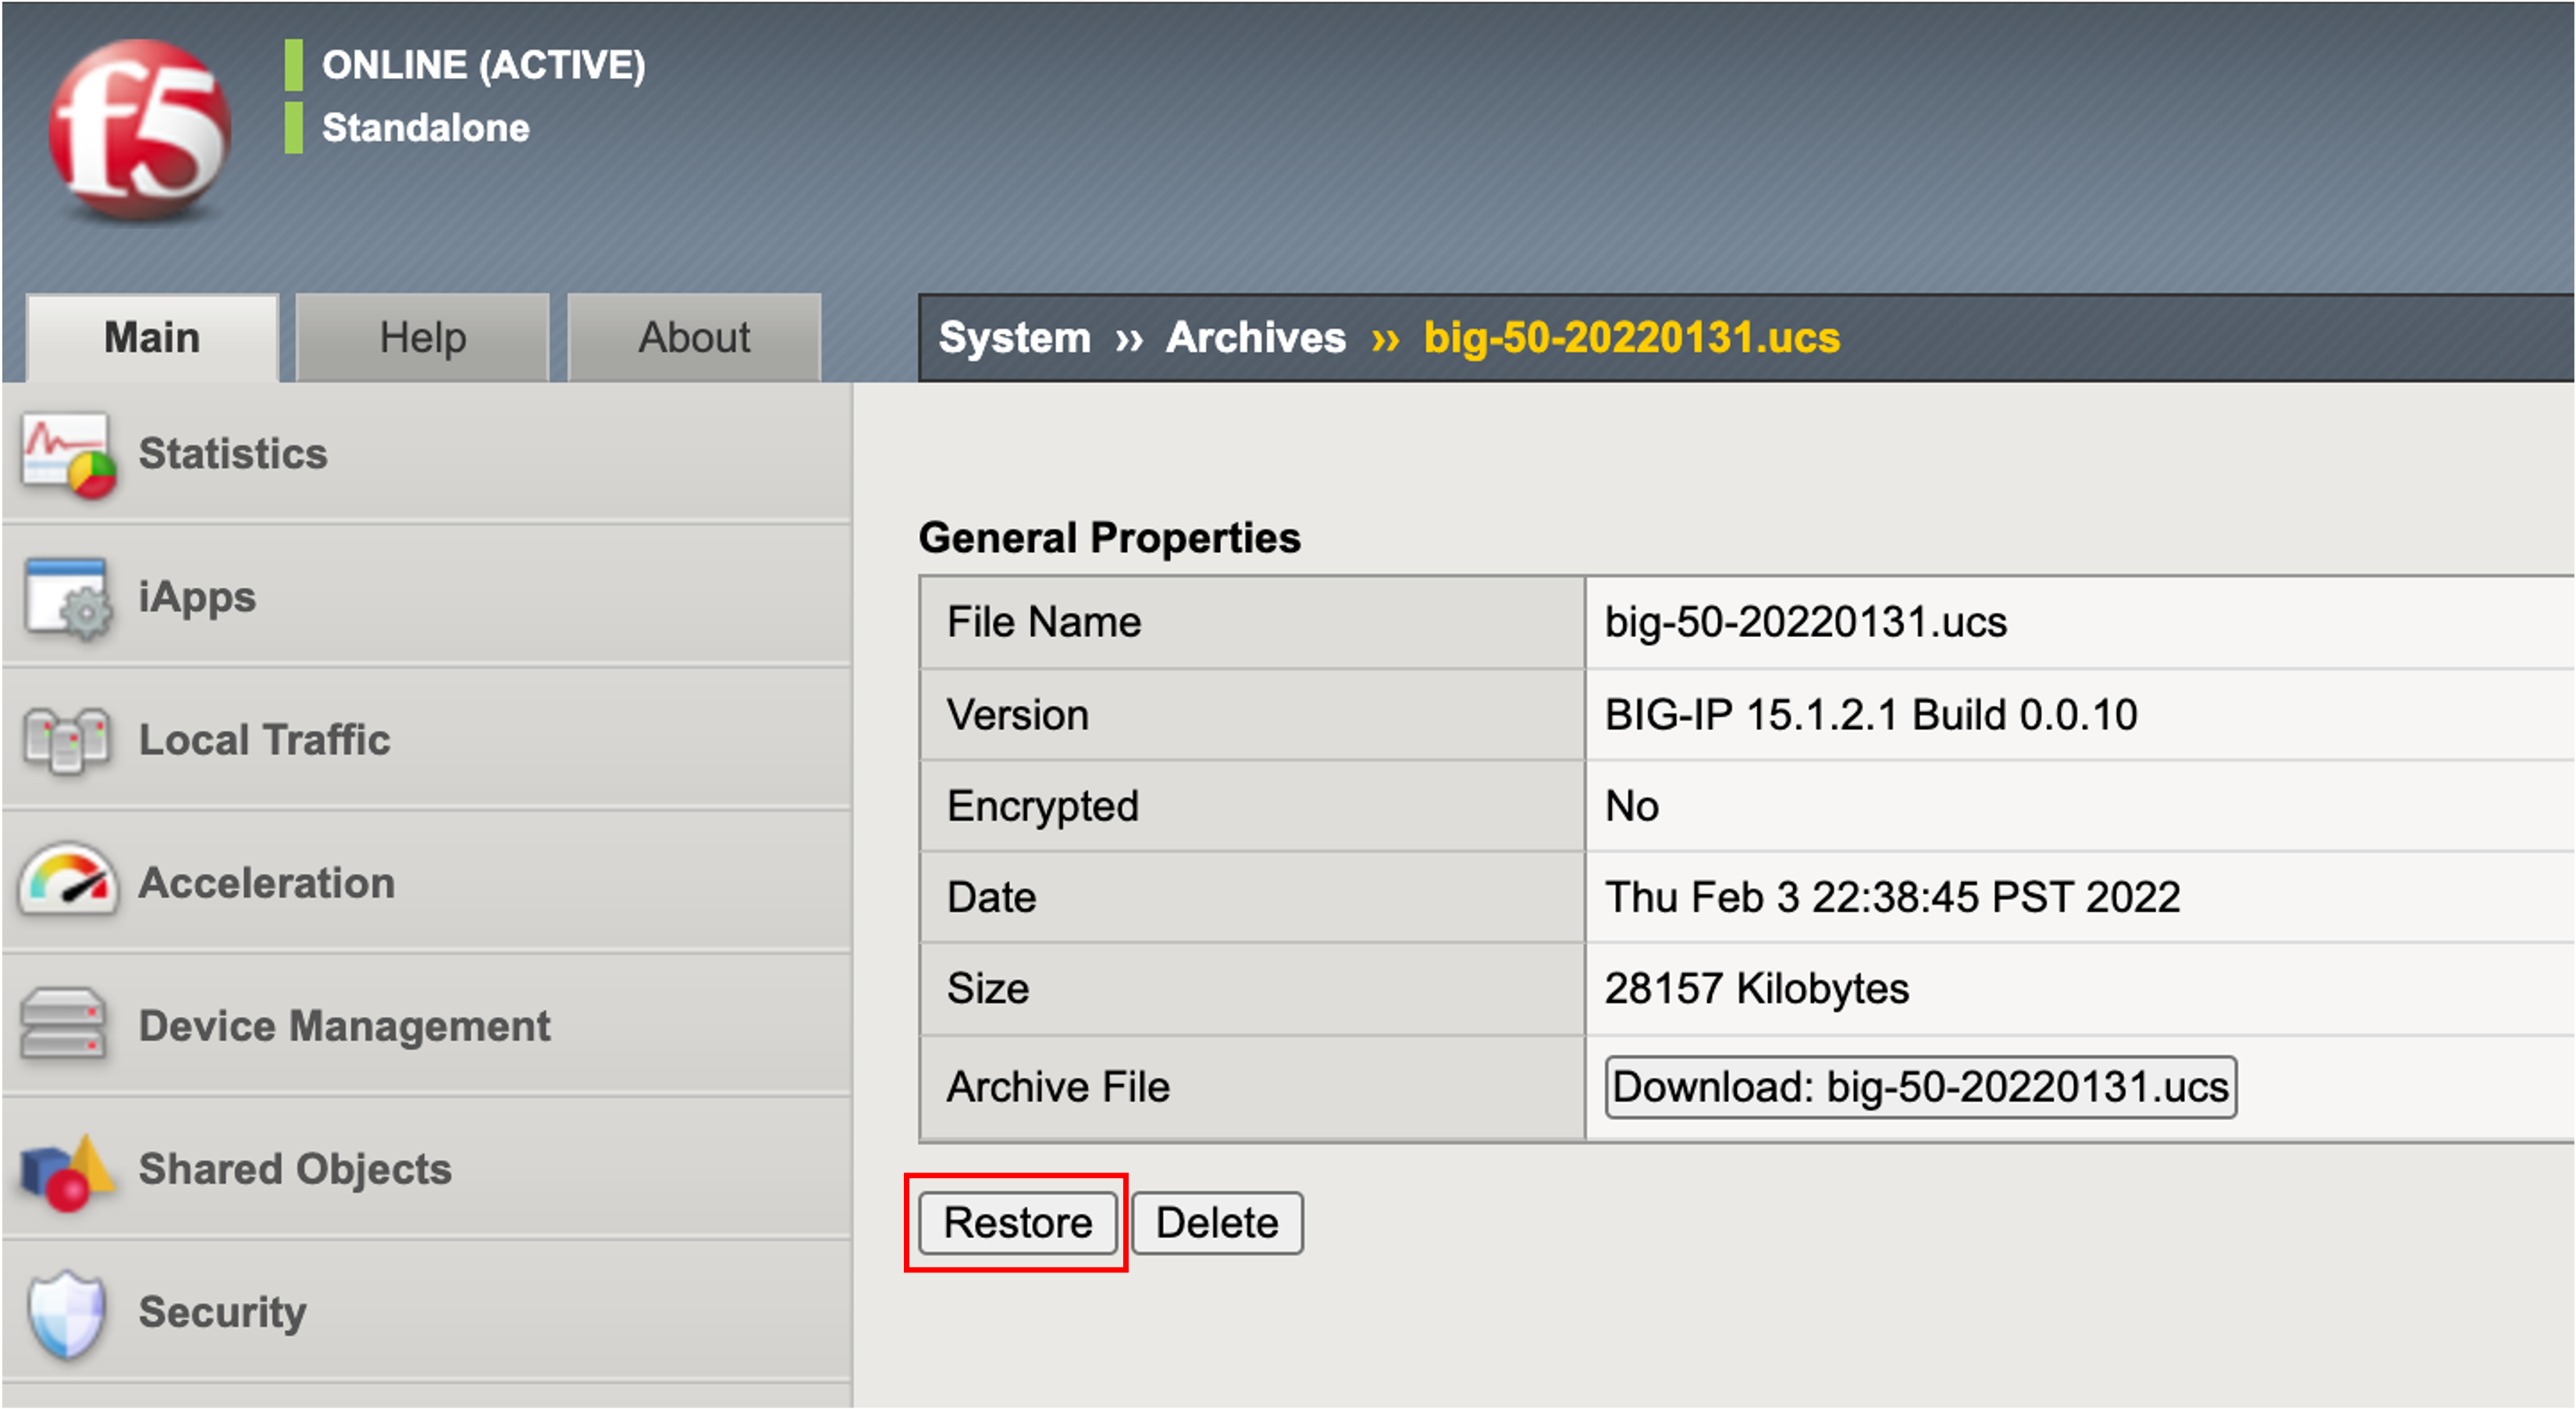 f5
ONLINE (ACTIVE)
Standalone
Main
Help
About
System ›› Archives ›› big-50-20220131.ucs
Statistics
iApps
Local Traffic
Acceleration
Device Management
Shared Objects
Security
General Properties
File Name big-50-20220131.ucs
Version BIG-IP 15.1.2.1 Build 0.0.10
Encrypted No
Date Thu Feb 3 22:38:45 PST 2022
Size 28157 Kilobytes
Archive File Download: big-50-20220131.ucs
Restore Delete